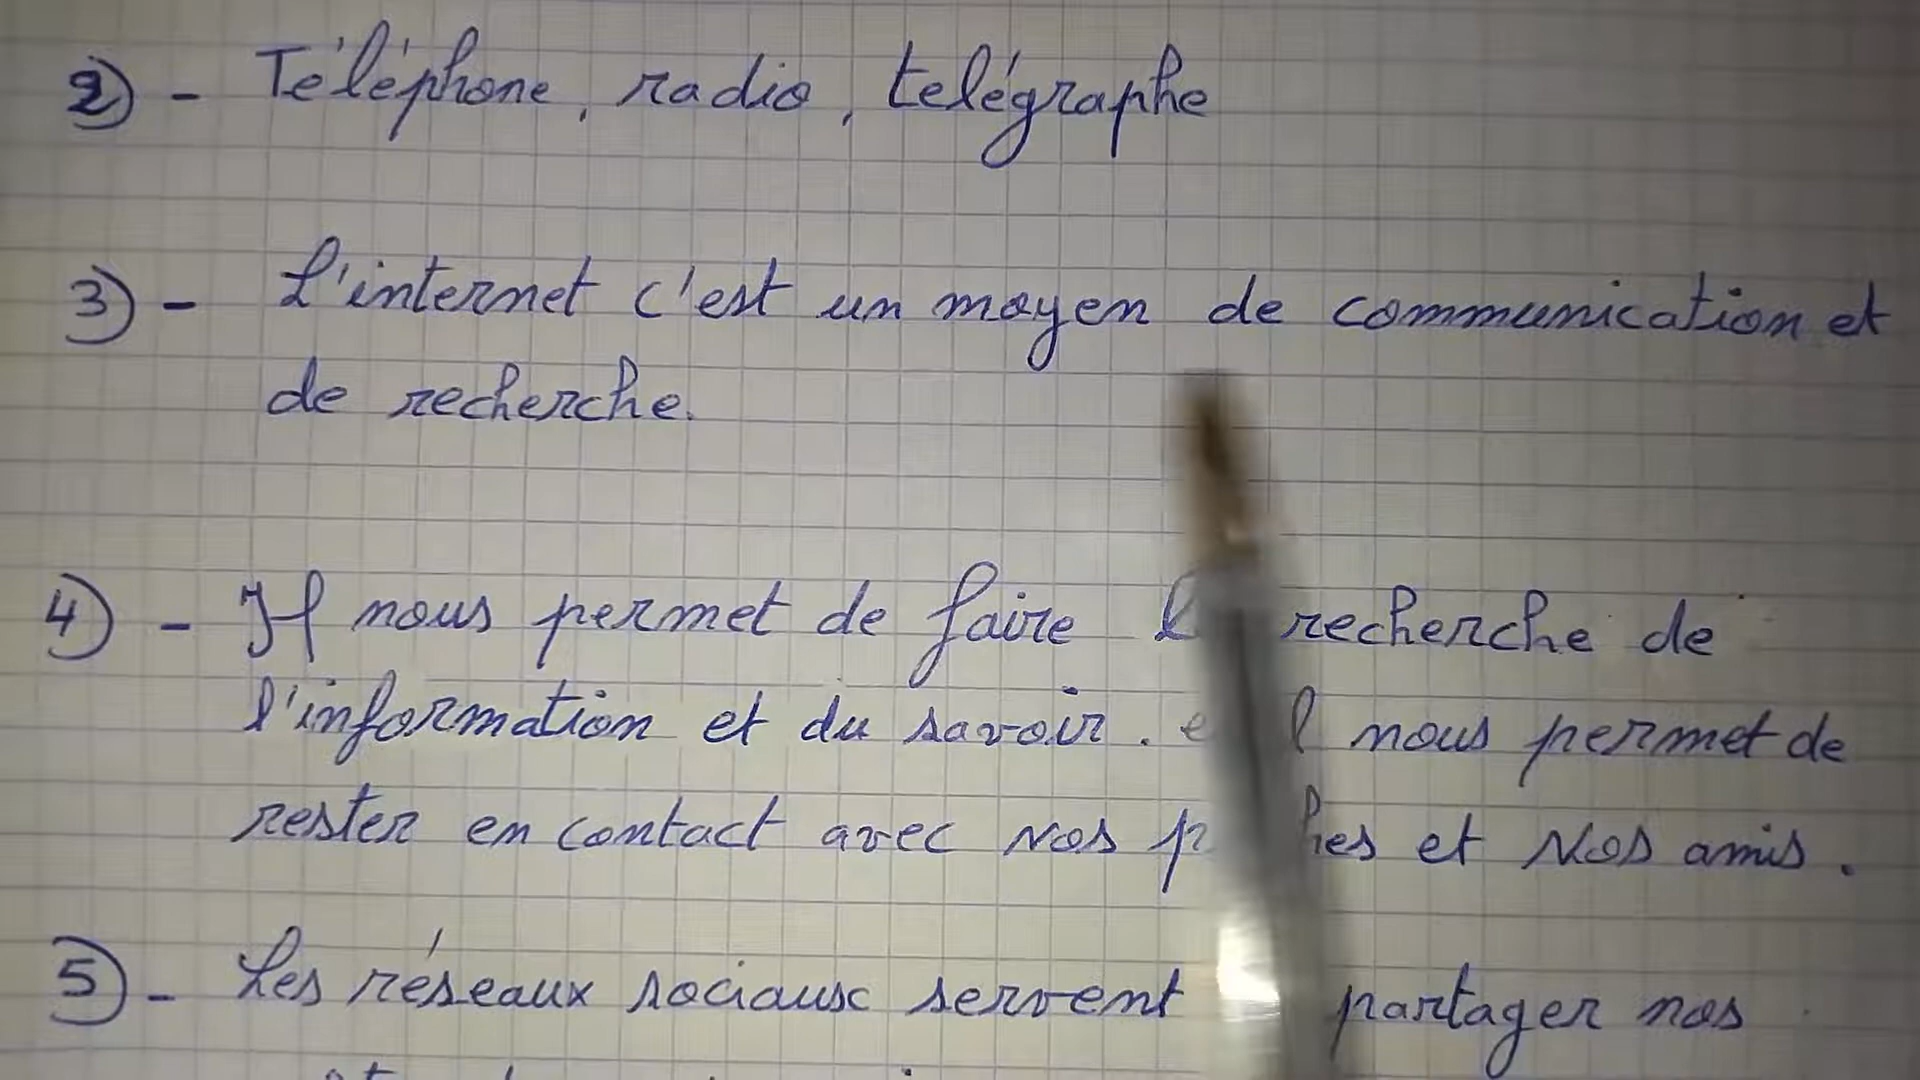 2) - Téléphone, radio, telégraphe
3) - L'internet c'est un moyen de communication et
de recherche.
4) - Il nous permet de faire recherche de
l'information et du savoir. nous permet de
rester en contact avec Nos et Nos amis.
5) - Les réseaux sociaux servent partager nos